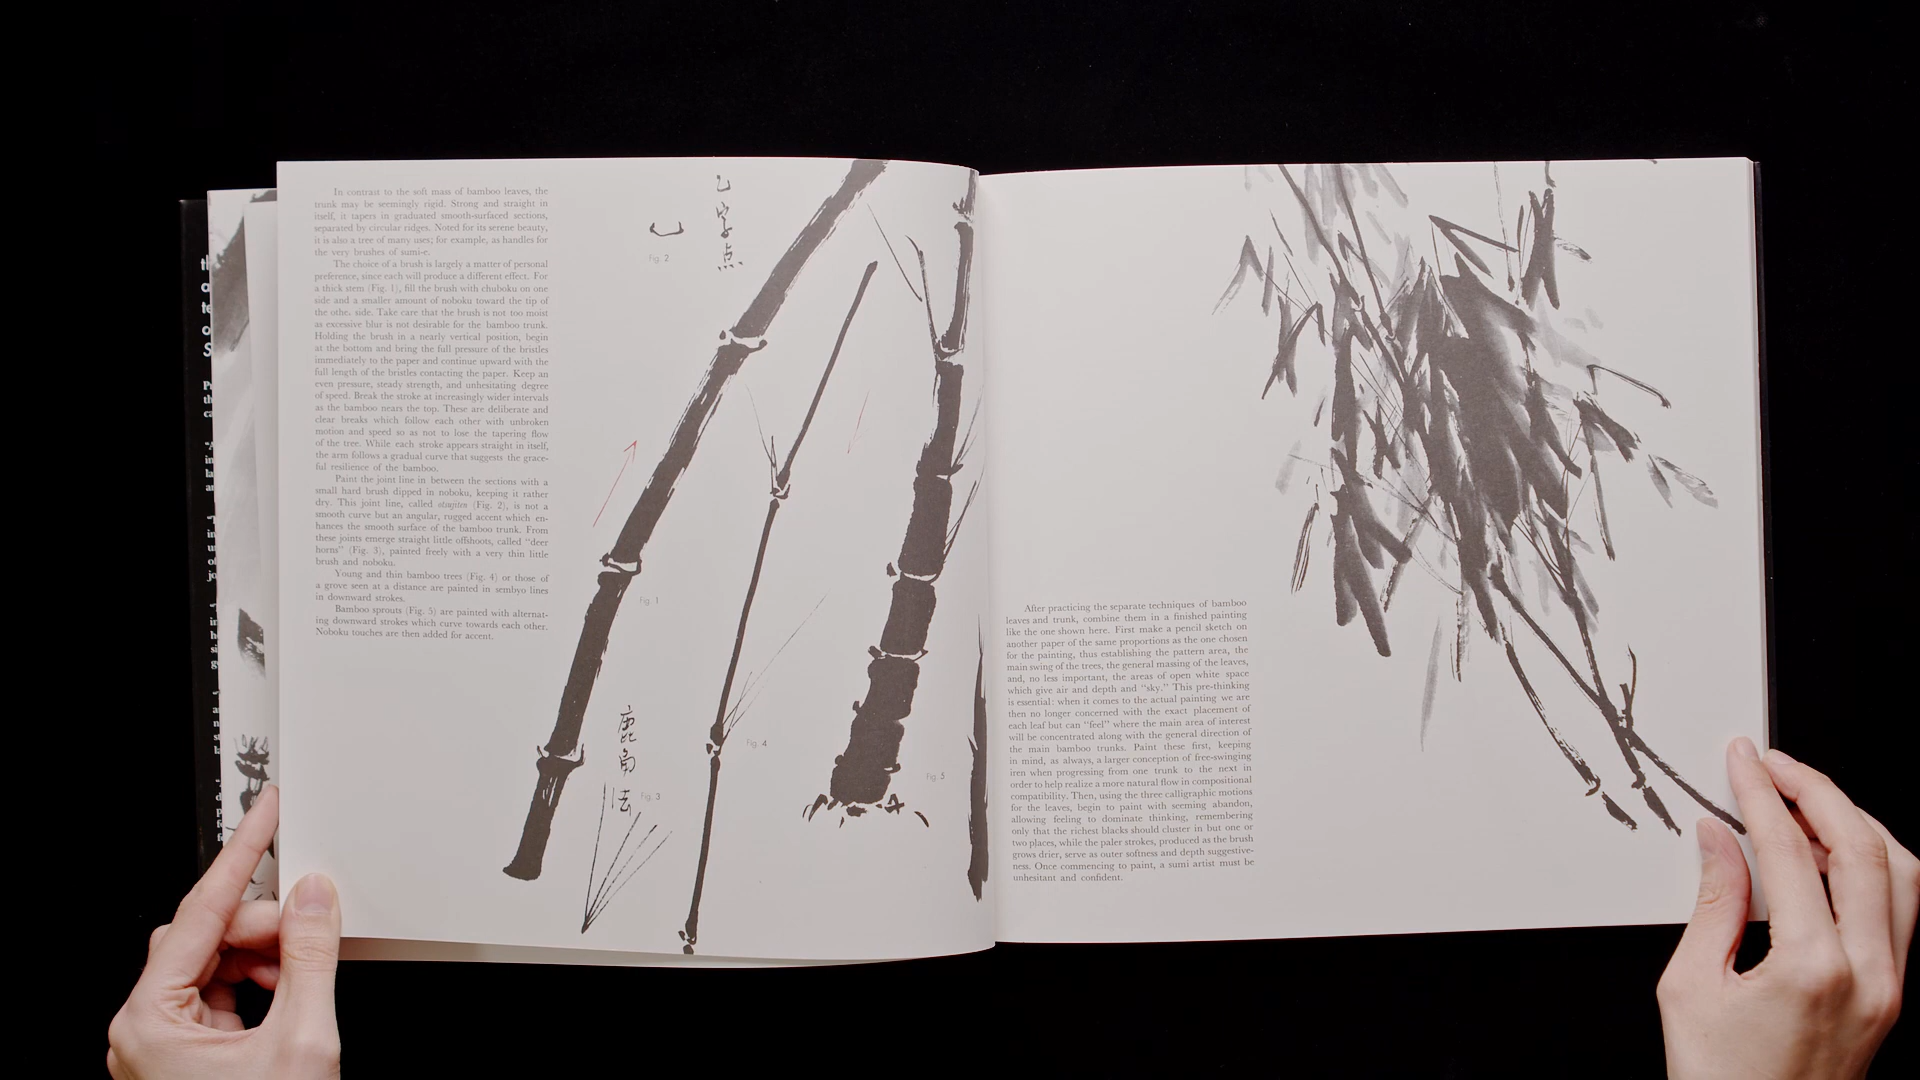 In contrast to the soft mass of bamboo leaves, the
trunk may be seemingly rigid. Strong and straight in
itself, it tapers in graduated smooth-surfaced sections,
separated by circular ridges. Noted for its serene beauty,
it is also a tree of many uses; for example, as handles for
the very brushes of sumi-e.
The choice of a brush is largely a matter of personal
preference, since each will produce a different effect. For
a thick stem (Fig. 1), fill the brush with chuboku on one
side and a smaller amount of noboku toward the tip of
the othe. side. Take care that the brush is not too moist
as excessive blur is not desirable for the bamboo trunk.
Holding the brush in a nearly vertical position, begin
at the bottom and bring the full pressure of the bristles
immediately to the paper and continue upward with the
full length of the bristles contacting the paper. Keep an
even pressure, steady strength, and unhesitating degree
of speed. Break the stroke at increasingly wider intervals
as the bamboo nears the top. These are deliberate and
clear breaks which follow each other with unbroken
motion and speed so as not to lose the tapering flow
of the tree. While each stroke appears straight in itself,
the arm follows a gradual curve that suggests the grace-
ful resilience of the bamboo.
Paint the joint line in between the sections with a
small hard brush dipped in noboku, keeping it rather
dry. This joint line, called (Fig. 2), is not a
smooth curve but an angular, rugged accent which en-
hances the smooth surface of the bamboo trunk. From
these joints emerge straight little offshoots, called "deer
horns" (Fig. 3), painted freely with a very thin little
brush and noboku.
Young and thin bamboo trees (Fig. 4) or those of
a grove seen at a distance are painted in sembyo lines
in downward strokes.
Bamboo sprouts (Fig. 5) are painted with alternat-
ing downward strokes which curve towards each other.
Noboku touches are then added for accent.
乙字点
Fig. 2
Fig. 1
鹿角法
Fig. 3
Fig. 4
Fig. 5
After practicing the separate techniques of bamboo
leaves and trunk, combine them in a finished painting
like the one shown here. First make a pencil sketch on
another paper of the same proportions as the one chosen
for the painting, thus establishing the pattern area, the
main swing of the trees, the general massing of the leaves,
and, no less important, the areas of open white space
which give air and depth and "sky." This pre-thinking
is essential: when it comes to the actual painting we are
then no longer concerned with the exact placement of
each leaf but can "feel" where the main area of interest
will be concentrated along with the general direction of
the main bamboo trunks. Paint these first, keeping
in mind, as always, a larger conception of free-swinging
iren when progressing from one trunk to the next in
order to help realize a more natural flow in compositional
compatibility. Then, using the three calligraphic motions
for the leaves, begin to paint with seeming abandon,
allowing feeling to dominate thinking, remembering
only that the richest blacks should cluster in but one or
two places, while the paler strokes, produced as the brush
grows drier, serve as outer softness and depth suggestive-
ness. Once commencing to paint, a sumi artist must be
unhesitant and confident.